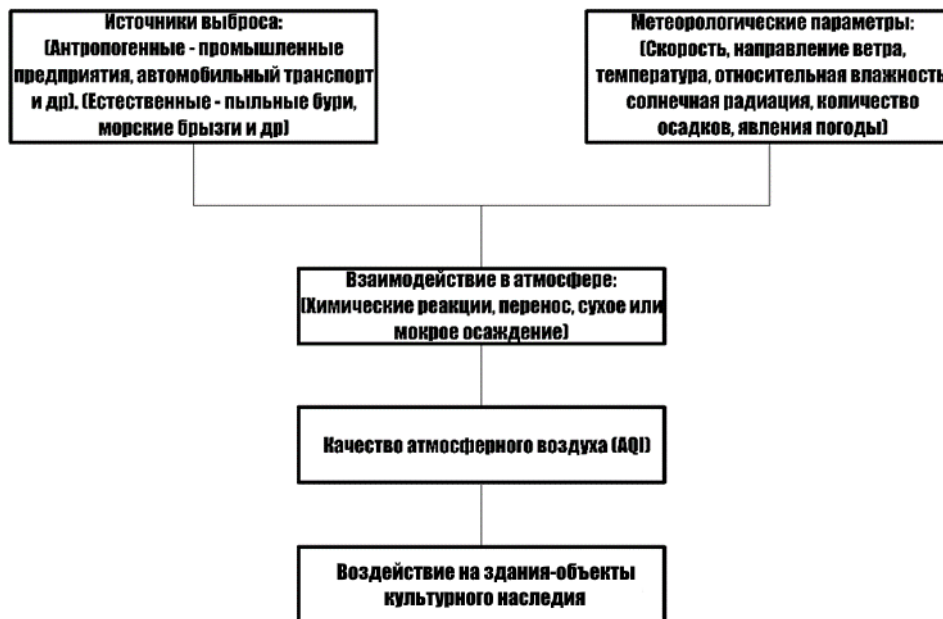 Источники выброса:
(Антропогенные - промышленные
предприятия, автомобильный транспорт
и др). (Естественные - пыльные бури,
морские брызги и др)
Метеорологические параметры:
(Скорость, направление ветра,
температура, относительная влажность
солнечная радиация, количество
осадков, явления погоды)
Взаимодействие в атмосфере:
(Химические реакции, перенос, сухое или
мокрое осаждение)
Качество атмосферного воздуха (AQI)
Воздействие на здания-объекты
культурного наследия